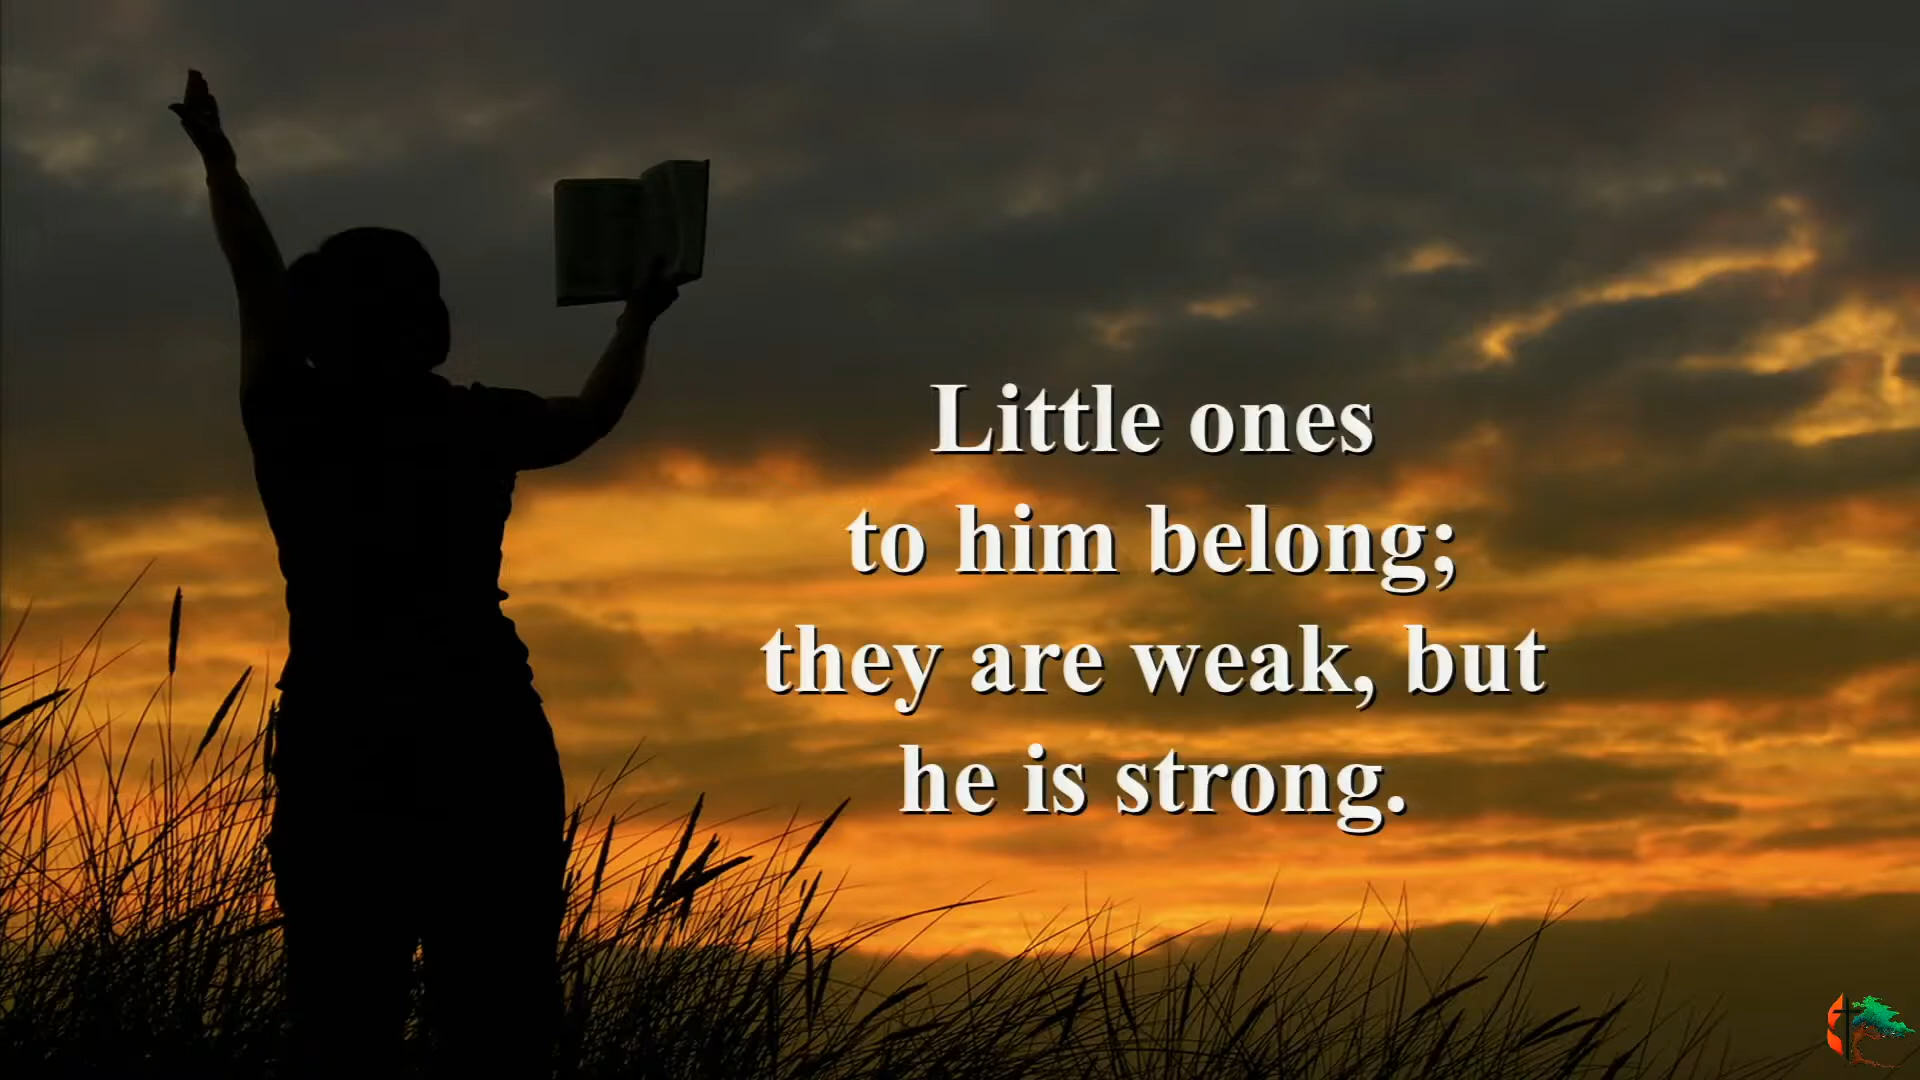 Little ones
to him belong;
they are weak, but
he is strong.